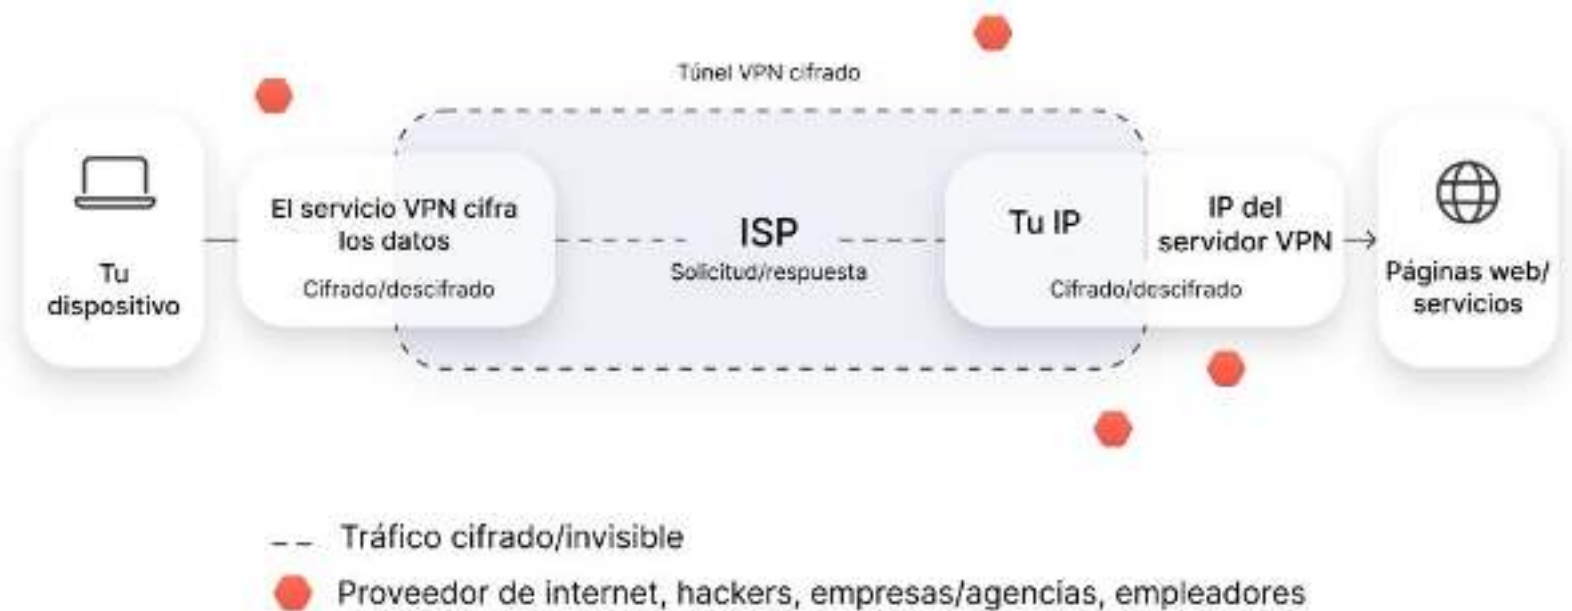 Túnel VPN cifrado
Tu
dispositivo
El servicio VPN cifra
los datos
Cifrado/descifrado
ISP
Solicitud/respuesta
Tu IP
IP del
servidor VPN
Cifrado/descifrado
Páginas web/
servicios
Tráfico cifrado/invisible
Proveedor de internet, hackers, empresas/agencias, empleadores